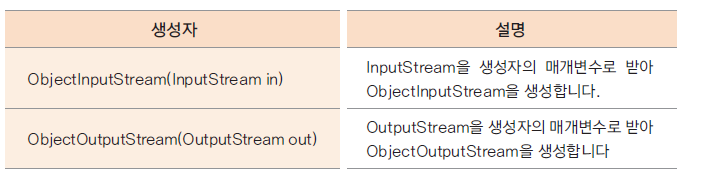 생성자
설명
ObjectInputStream(InputStream in)
InputStream을 생성자의 매개변수로 받아
ObjectInputStream을 생성합니다.
ObjectOutputStream(OutputStream out)
OutputStream을 생성자의 매개변수로 받아
ObjectOutputStream을 생성합니다